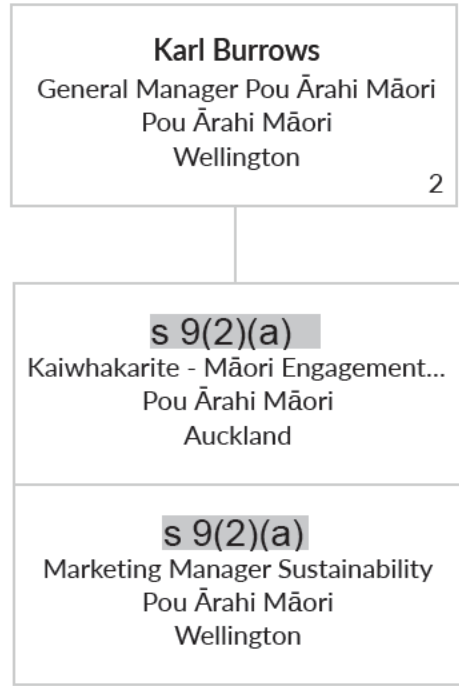 Karl Burrows
General Manager Pou Ārahi Māori
Pou Ārahi Māori
Wellington
2
s 9(2)(a)
Kaiwhakarite - Māori Engagement...
Pou Ārahi Māori
Auckland
s 9(2)(a)
Marketing Manager Sustainability
Pou Ārahi Māori
Wellington